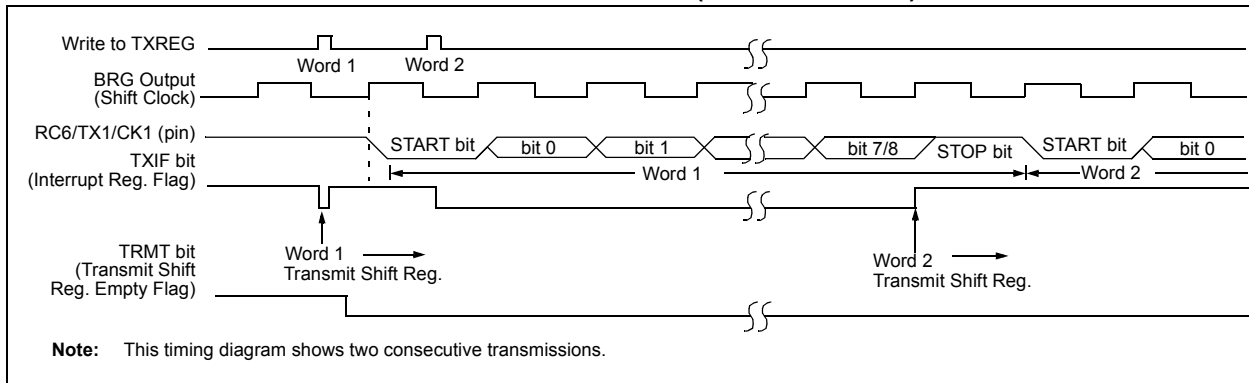 Write to TXREG
Word 1
Word 2
BRG Output
(Shift Clock)
RC6/TX1/CK1 (pin)
START bit
bit 0
bit 1
bit 7/8
STOP bit
START bit
bit 0
TXIF bit
(Interrupt Reg. Flag)
Word 1
Word 2
TRMT bit
(Transmit Shift
Reg. Empty Flag)
Word 1
Transmit Shift Reg.
Word 2
Transmit Shift Reg.
Note: This timing diagram shows two consecutive transmissions.